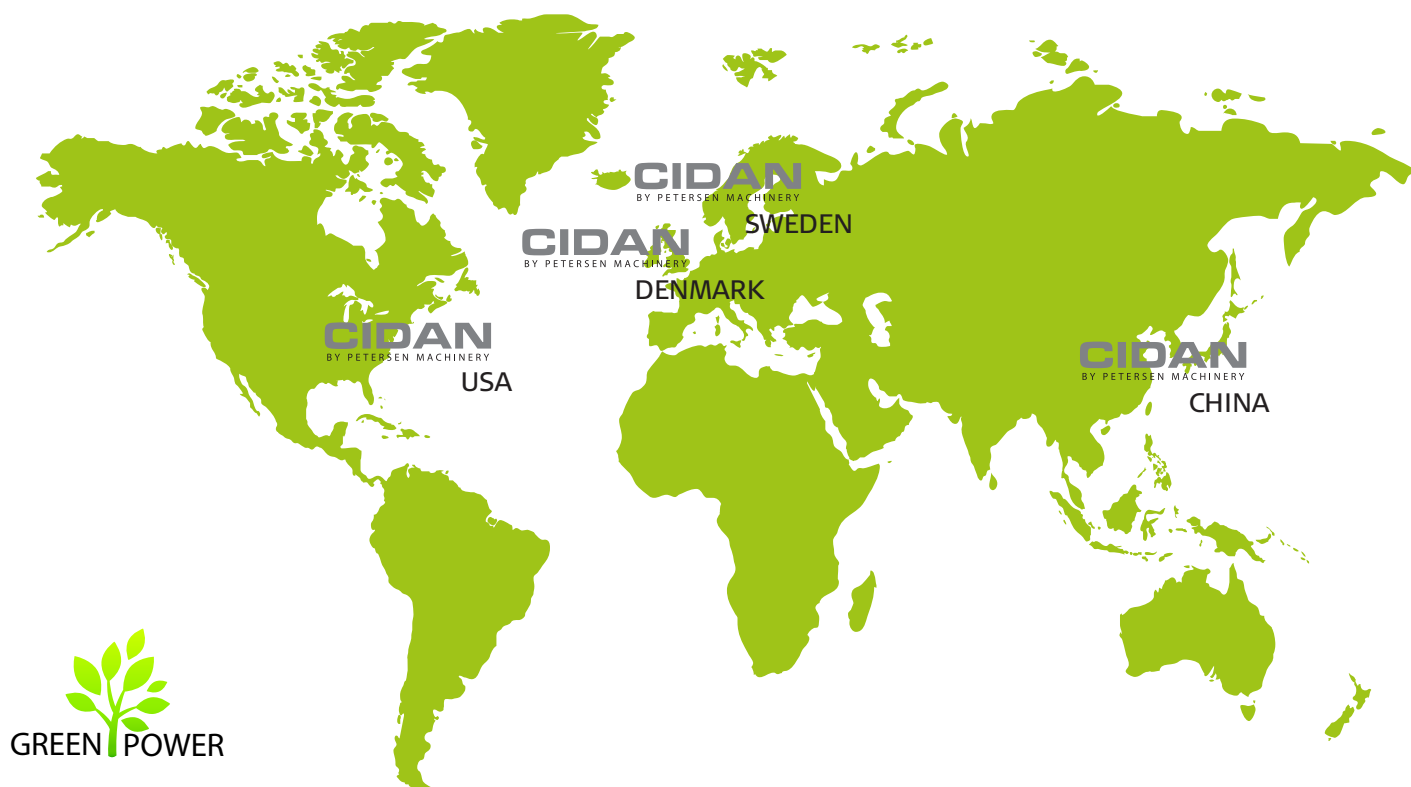 CIDAN
BY PETERSEN MACHINERY
SWEDEN
CIDAN
BY PETERSEN MACHINERY
DENMARK
CIDAN
BY PETERSEN MACHINERY
USA
CIDAN
BY PETERSEN MACHINERY
CHINA
GREEN POWER